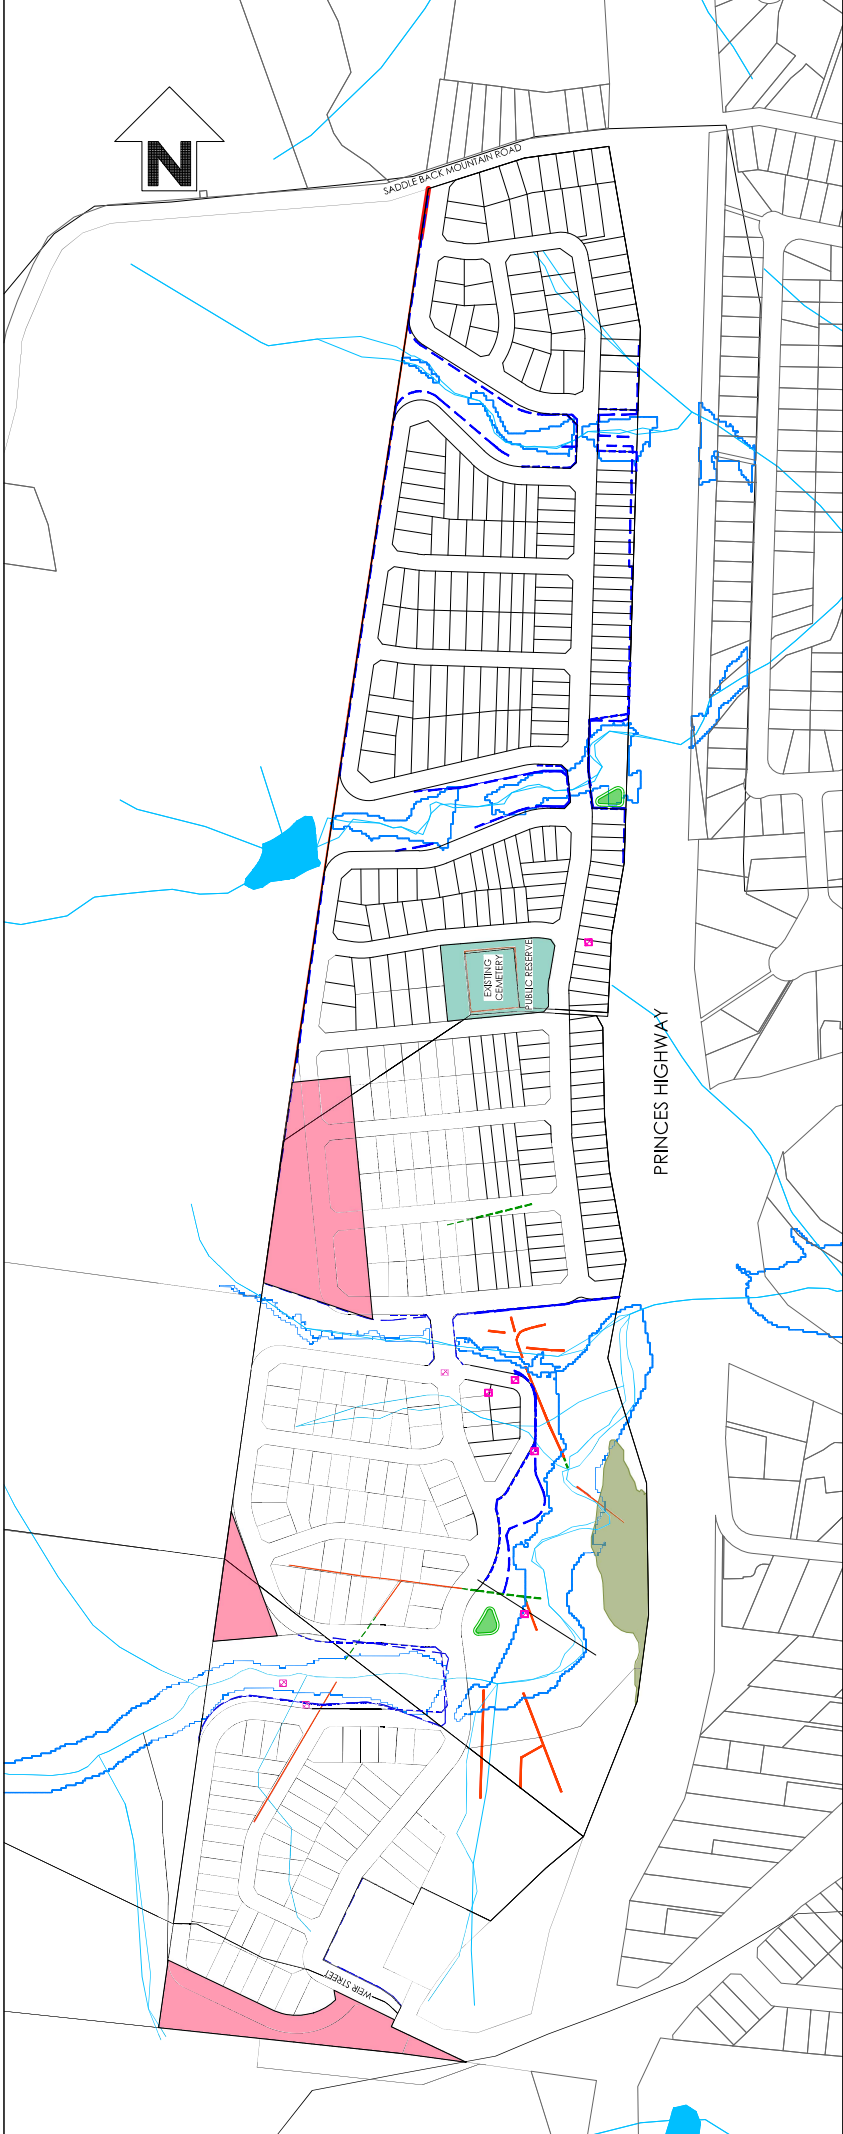 N
SADDLE BACK MOUNTAIN ROAD
EXISTING
CEMETERY
PUBLIC RESERVE
PRINCES HIGHWAY
WEIR STREET